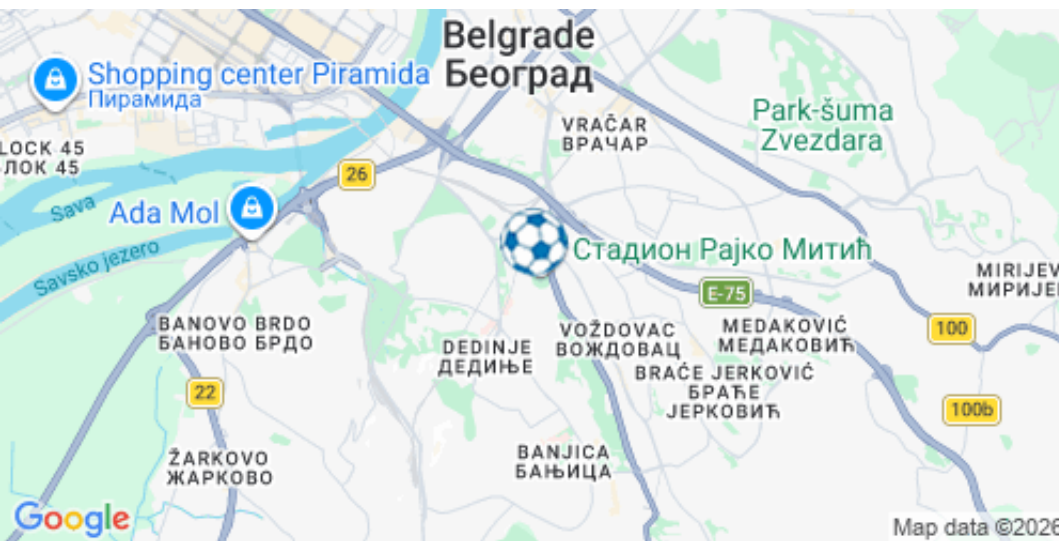 Belgrade
Београд
Shopping center Piramida
Пирамида
Park-šuma
Zvezdara
VRAČAR
ВРАЧАР
LOCK 45
ЛОК 45
26
Sava
Ada Mol
Savsko jezero
Стадион Рајко Митић
E-75
MIRIJEV
МИРИЈЕ
BANOVO BRDO
БАНОВО БРДО
VOŽDOVAC
ВОЖДОВАЦ
MEDAKOVIĆ
МЕДАКОВИЋ
100
DEDINJE
ДЕДИЊЕ
BRAĆE JERKOVIĆ
БРАЋЕ
ЈЕРКОВИЋ
22
100b
BANJICA
БАЊИЦА
ŽARKOVO
ЖАРКОВО
Google
Map data ©2026